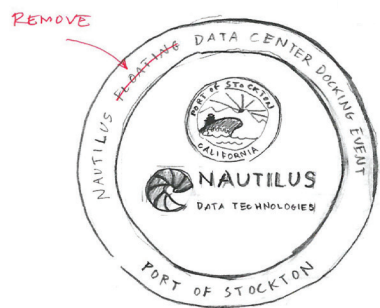 REMOVE
NAUTILUS FLOATING DATA CENTER DOCKING EVENT
PORT OF STOCKTON
CALIFORNIA
NAUTILUS
DATA TECHNOLOGIES
PORT OF STOCKTON